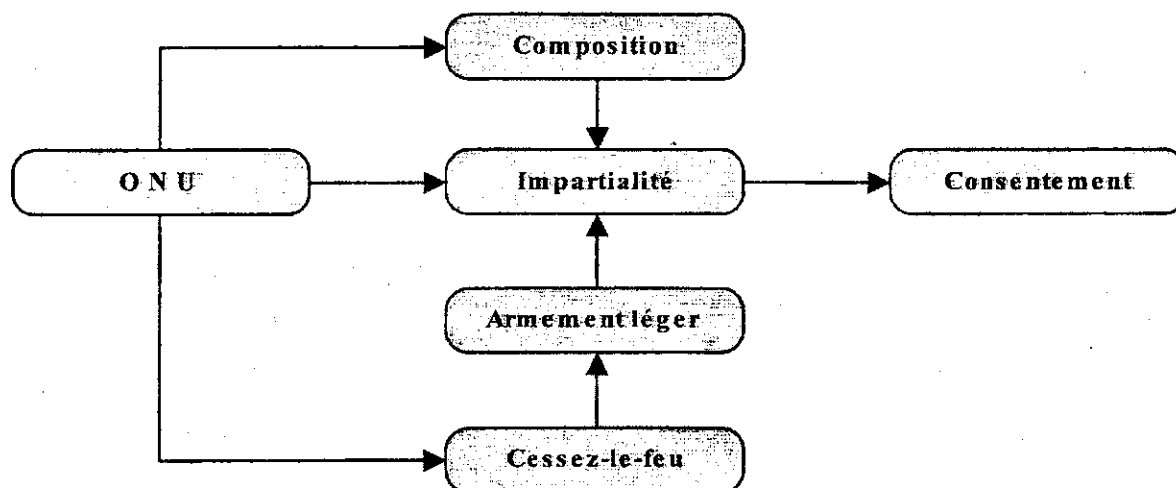 Composition
ONU
Impartialité
Consentement
Armement léger
Cessez-le-feu